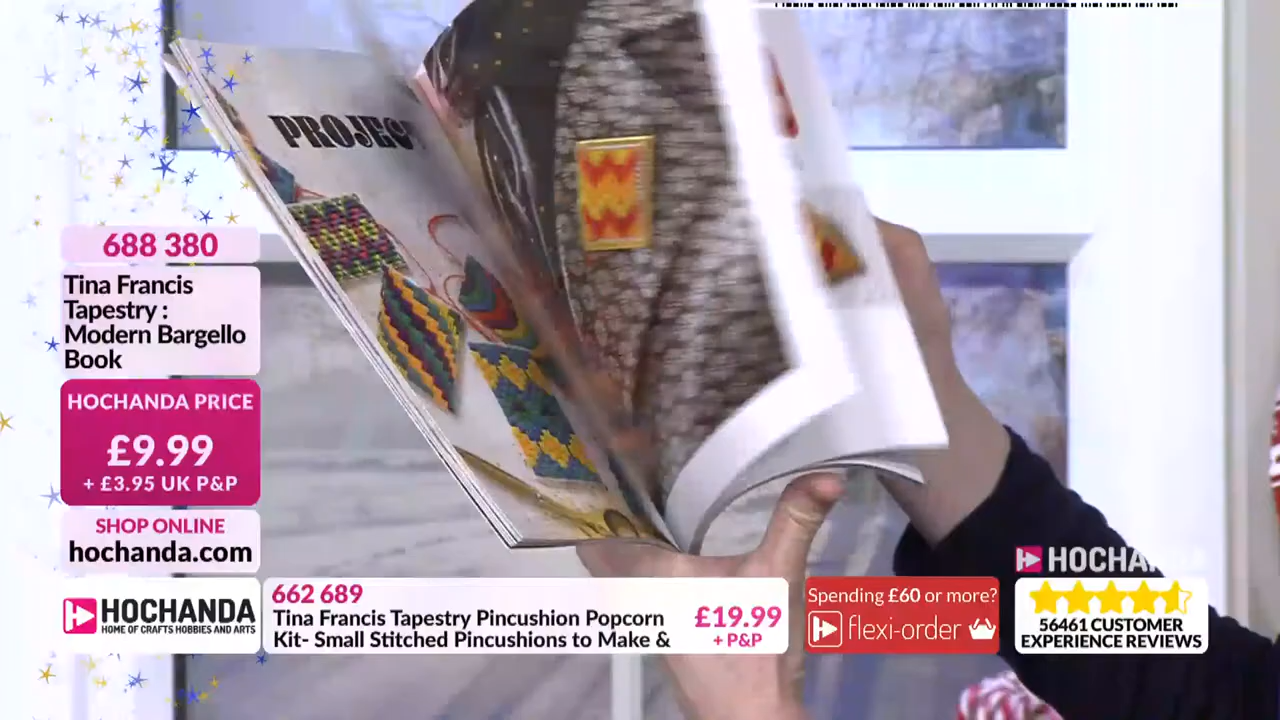 PROJEC
688 380
Tina Francis
Tapestry :
Modern Bargello
Book
HOCHANDA PRICE
£9.99
+ £3.95 UK P&P
SHOP ONLINE
hochanda.com
HOCHANDA
HOME OF CRAFTS HOBBIES AND ARTS
662 689
Tina Francis Tapestry Pincushion Popcorn
Kit- Small Stitched Pincushions to Make &
£19.99
+ P&P
Spending £60 or more?
flexi-order
HOCHANDA
56461 CUSTOMER
EXPERIENCE REVIEWS